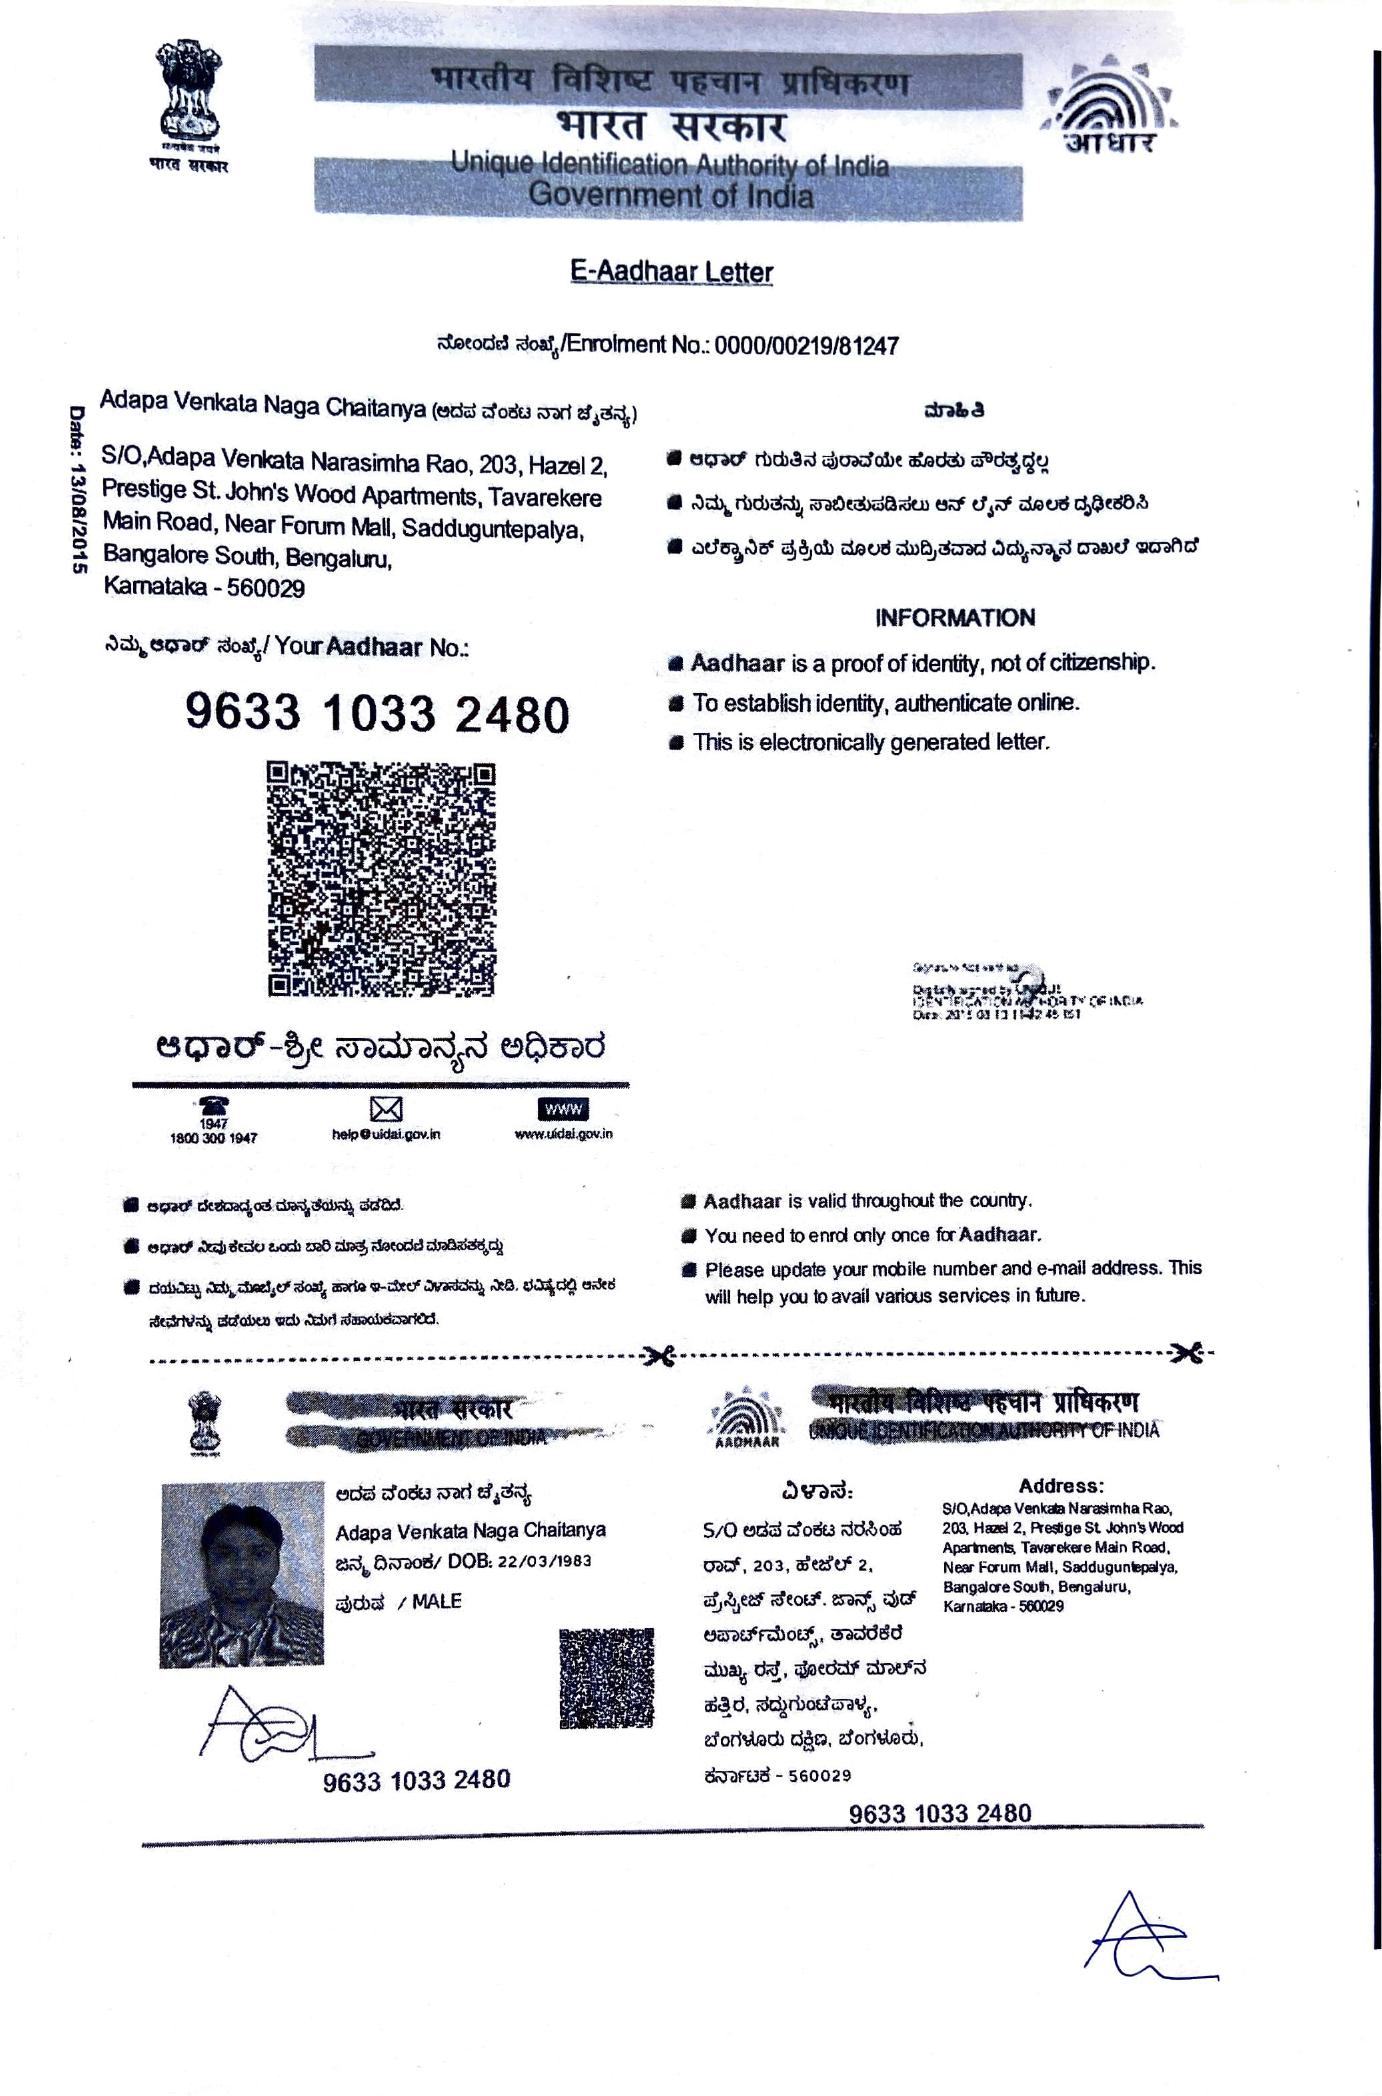 भारतीय विशिष्ट पहचान प्राधिकरण
भारत सरकार
Unique Identification Authority of India
Government of India
भारत सरकार
आधार
E-Aadhaar Letter
ನೋಂದಣಿ ಸಂಖ್ಯೆ/Enrolment No.: 0000/00219/81247
Date: 13/08/2015
Adapa Venkata Naga Chaitanya (ಅದಪ ವೆಂಕಟ ನಾಗ ಚೈತನ್ಯ)
S/O,Adapa Venkata Narasimha Rao, 203, Hazel 2,
Prestige St. John's Wood Apartments, Tavarekere
Main Road, Near Forum Mall, Sadduguntepalya,
Bangalore South, Bengaluru,
Karnataka - 560029
ನಿಮ್ಮ ಆಧಾರ್ ಸಂಖ್ಯೆ/ Your Aadhaar No.:
9633 1033 2480
ಮಾಹಿತಿ
ಆಧಾರ್ ಗುರುತಿನ ಪುರಾವೆಯೇ ಹೊರತು ಪೌರತ್ವದ್ದಲ್ಲ
ನಿಮ್ಮ ಗುರುತನ್ನು ಸಾಬೀತುಪಡಿಸಲು ಆನ್ ಲೈನ್ ಮೂಲಕ ದೃಢೀಕರಿಸಿ
ಎಲೆಕ್ಟ್ರಾನಿಕ್ ಪ್ರಕ್ರಿಯೆ ಮೂಲಕ ಮುದ್ರಿತವಾದ ವಿದ್ಯುನ್ಮಾನ ದಾಖಲೆ ಇದಾಗಿದೆ
INFORMATION
Aadhaar is a proof of identity, not of citizenship.
To establish identity, authenticate online.
This is electronically generated letter.
Digitally signed by
IDENTIFICATION AUTHORITY OF INDIA
ಆಧಾರ್-ಶ್ರೀ ಸಾಮಾನ್ಯನ ಅಧಿಕಾರ
1947
1800 300 1947
help@uidai.gov.in
WWW
www.uidai.gov.in
ಆಧಾರ್ ದೇಶದಾದ್ಯಂತ ಮಾನ್ಯತೆಯನ್ನು ಪಡೆದಿದೆ.
ಆಧಾರ್ ನೀವು ಕೇವಲ ಒಂದು ಬಾರಿ ಮಾತ್ರ ನೋಂದಣಿ ಮಾಡಿಸತಕ್ಕದ್ದು
ದಯವಿಟ್ಟು ನಿಮ್ಮ ಮೊಬೈಲ್ ಸಂಖ್ಯೆ ಹಾಗೂ ಇ-ಮೇಲ್ ವಿಳಾಸವನ್ನು ನೀಡಿ. ಭವಿಷ್ಯದಲ್ಲಿ ಅನೇಕ
ಸೇವೆಗಳನ್ನು ಪಡೆಯಲು ಇದು ನಿಮಗೆ ಸಹಾಯಕವಾಗಲಿದೆ.
Aadhaar is valid throughout the country.
You need to enrol only once for Aadhaar.
Please update your mobile number and e-mail address. This
will help you to avail various services in future.
भारत सरकार
GOVERNMENT OF INDIA
ಅದಪ ವೆಂಕಟ ನಾಗ ಚೈತನ್ಯ
Adapa Venkata Naga Chaitanya
ಜನ್ಮ ದಿನಾಂಕ/ DOB: 22/03/1983
ಪುರುಷ / MALE
9633 1033 2480
AADHAAR
भारतीय विशिष्ट पहचान प्राधिकरण
UNIQUE IDENTIFICATION AUTHORITY OF INDIA
ವಿಳಾಸ:
S/O ಅಡಪ ವೆಂಕಟ ನರಸಿಂಹ
ರಾವ್, 203, ಹೇಜೆಲ್ 2,
ಪ್ರೆಸ್ಟೀಜ್ ಸೇಂಟ್. ಜಾನ್ಸ್ ವುಡ್
ಅಪಾರ್ಟ್‌ಮೆಂಟ್ಸ್, ತಾವರೆಕೆರೆ
ಮುಖ್ಯ ರಸ್ತೆ, ಫೋರಮ್ ಮಾಲ್‌ನ
ಹತ್ತಿರ, ಸದ್ದುಗುಂಟೆಪಾಳ್ಯ,
ಬೆಂಗಳೂರು ದಕ್ಷಿಣ, ಬೆಂಗಳೂರು,
ಕರ್ನಾಟಕ - 560029
Address:
S/O,Adapa Venkata Narasimha Rao,
203, Hazel 2, Prestige St. John's Wood
Apartments, Tavarekere Main Road,
Near Forum Mall, Sadduguntepalya,
Bangalore South, Bengaluru,
Karnataka - 560029
9633 1033 2480